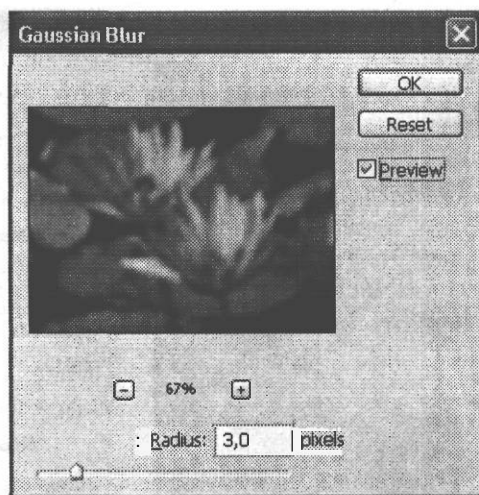 Gaussian Blur
OK
Reset
Preview
67%
: Radius: 3,0 pixels